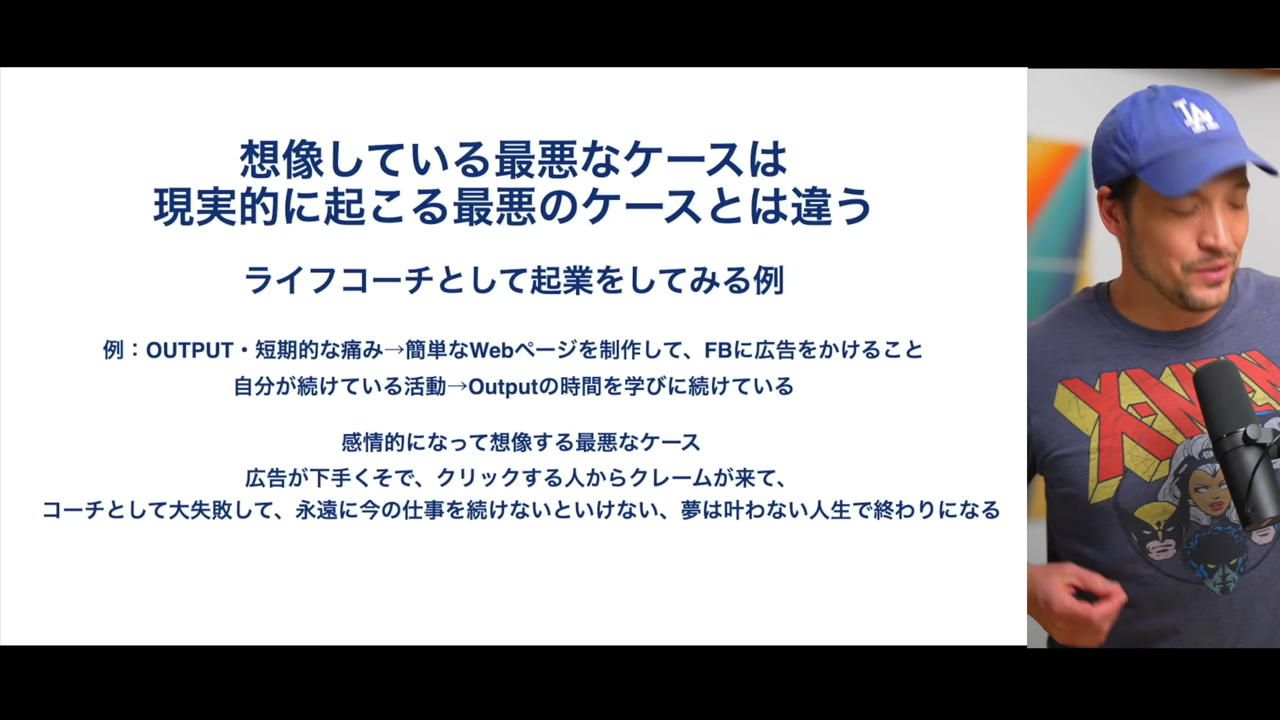 想像している最悪なケースは
現実的に起こる最悪のケースとは違う
ライフコーチとして起業をしてみる例
例：OUTPUT・短期的な痛み→簡単なWebページを制作して、FBに広告をかけること
自分が続けている活動→Outputの時間を学びに続けている
感情的になって想像する最悪なケース
広告が下手くそで、クリックする人からクレームが来て、
コーチとして大失敗して、永遠に今の仕事を続けないといけない、夢は叶わない人生で終わりになる
LA
X-MEN